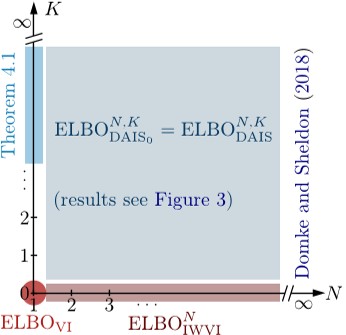 ∞
K
Theorem 4.1
Domke and Sheldon (2018)
ELBO^{N,K}_{DAIS_0} = ELBO^{N,K}_{DAIS}
(results see Figure 3)
⋮
2
1
0
1
2
3
...
∞
N
ELBO_{VI}
ELBO^{N}_{IWVI}